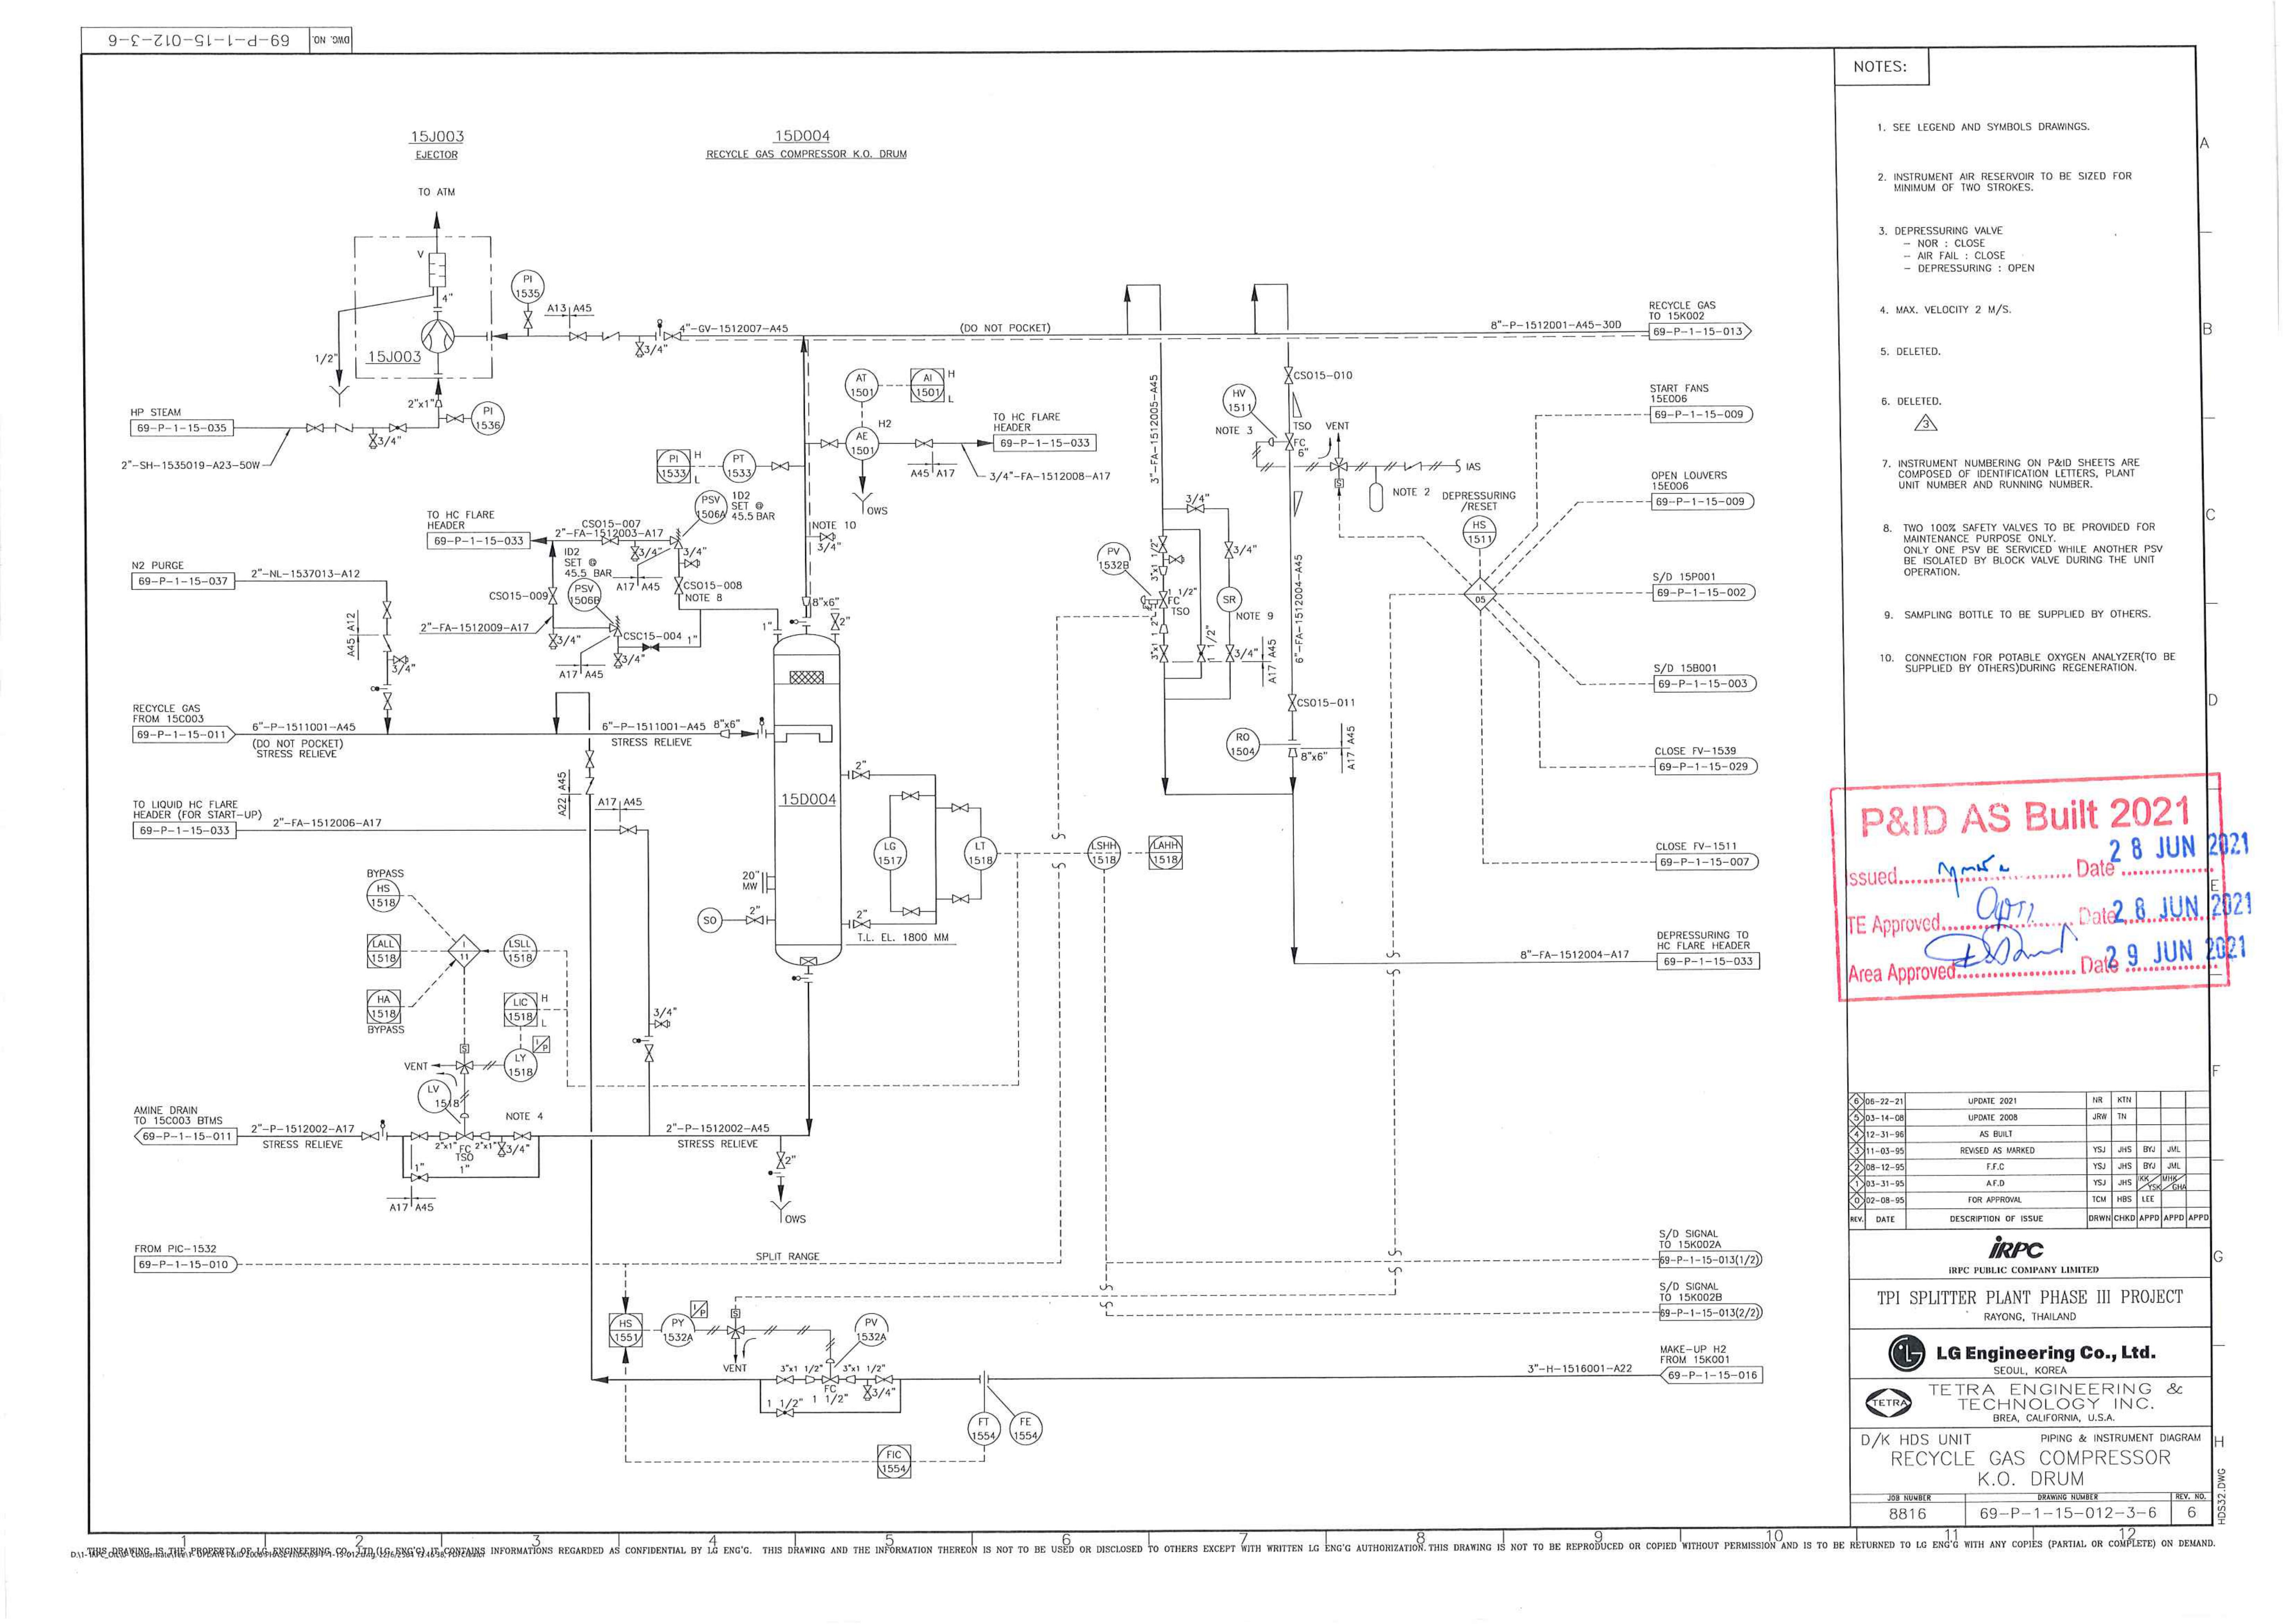 DWG. NO. 69-P-1-1-15-012-3-6
15J003
EJECTOR
15D004
RECYCLE GAS COMPRESSOR K.O. DRUM
TO ATM
V
4"
15J003
1/2"
2"x1"
PI
1535
A13 A45
3/4"
4"-GV-1512007-A45
(DO NOT POCKET)
8"-P-1512001-A45-30D
RECYCLE GAS
TO 15K002
69-P-1-15-013
HP STEAM
69-P-1-15-035
2"-SH-1535019-A23-50W
3/4"
PI
1536
AT
1501
AI
1501
H
L
AE
1501
H2
TO HC FLARE
HEADER
69-P-1-15-033
A45 A17
3/4"-FA-1512008-A17
OWS
PI
1533
H
L
PT
1533
PSV
1506A
1D2
SET @
45.5 BAR
NOTE 10
3/4"
TO HC FLARE
HEADER
69-P-1-15-033
CSO15-007
2"-FA-1512003-A17
3/4"
3/4"
1D2
SET @
45.5 BAR
A17 A45
CSO15-008
NOTE 8
PSV
1506B
CSO15-009
2"-FA-1512009-A17
3/4"
CSC15-004
1"
3/4"
A17 A45
1"
8"x6"
2"
N2 PURGE
69-P-1-15-037
2"-NL-1537013-A12
A45 A12
3/4"
RECYCLE GAS
FROM 15C003
69-P-1-15-011
6"-P-1511001-A45
(DO NOT POCKET)
STRESS RELIEVE
6"-P-1511001-A45
STRESS RELIEVE
8"x6"
A22 A45
A17 A45
TO LIQUID HC FLARE
HEADER (FOR START-UP)
69-P-1-15-033
2"-FA-1512006-A17
15D004
2"
LG
1517
LT
1518
LSHH
1518
LAHH
1518
20"
MW
SO
2"
2"
T.L. EL. 1800 MM
BYPASS
HS
1518
LALL
1518
I
11
LSLL
1518
HA
1518
BYPASS
LIC
1518
H
L
I/P
LY
1518
S
VENT
LV
1518
NOTE 4
3/4"
AMINE DRAIN
TO 15C003 BTMS
69-P-1-15-011
2"-P-1512002-A17
STRESS RELIEVE
2"x1" FC 2"x1" 3/4"
TSO
1"
1"
A17 A45
2"-P-1512002-A45
STRESS RELIEVE
2"
OWS
FROM PIC-1532
69-P-1-15-010
SPLIT RANGE
HS
1551
PY
1532A
I/P
S
VENT
PV
1532A
3"x1 1/2" 3"x1 1/2"
FC
1 1/2"
3/4"
1 1/2"
FT
1554
FE
1554
FIC
1554
3"-H-1516001-A22
MAKE-UP H2
FROM 15K001
69-P-1-15-016
S/D SIGNAL
TO 15K002A
69-P-1-15-013(1/2)
S/D SIGNAL
TO 15K002B
69-P-1-15-013(2/2)
3"-FA-1512005-A45
3/4"
3/4"
PV
1532B
3"x1 1/2"
1 1/2"
FC
TSO
3"x1 1/2"
1 1/2"
SR
NOTE 9
3/4"
A17 A45
CSO15-010
HV
1511
NOTE 3
TSO
FC
6"
VENT
S
IAS
NOTE 2
6"-FA-1512004-A45
CSO15-011
RO
1504
8"x6"
A17 A45
DEPRESSURING
/RESET
HS
1511
I
05
START FANS
15E006
69-P-1-15-009
OPEN LOUVERS
15E006
69-P-1-15-009
S/D 15P001
69-P-1-15-002
S/D 15B001
69-P-1-15-003
CLOSE FV-1539
69-P-1-15-029
CLOSE FV-1511
69-P-1-15-007
8"-FA-1512004-A17
DEPRESSURING TO
HC FLARE HEADER
69-P-1-15-033
NOTES:
1. SEE LEGEND AND SYMBOLS DRAWINGS.
2. INSTRUMENT AIR RESERVOIR TO BE SIZED FOR
MINIMUM OF TWO STROKES.
3. DEPRESSURING VALVE
- NOR : CLOSE
- AIR FAIL : CLOSE
- DEPRESSURING : OPEN
4. MAX. VELOCITY 2 M/S.
5. DELETED.
6. DELETED.
3
7. INSTRUMENT NUMBERING ON P&ID SHEETS ARE
COMPOSED OF IDENTIFICATION LETTERS, PLANT
UNIT NUMBER AND RUNNING NUMBER.
8. TWO 100% SAFETY VALVES TO BE PROVIDED FOR
MAINTENANCE PURPOSE ONLY.
ONLY ONE PSV BE SERVICED WHILE ANOTHER PSV
BE ISOLATED BY BLOCK VALVE DURING THE UNIT
OPERATION.
9. SAMPLING BOTTLE TO BE SUPPLIED BY OTHERS.
10. CONNECTION FOR POTABLE OXYGEN ANALYZER(TO BE
SUPPLIED BY OTHERS)DURING REGENERATION.
P&ID AS Built 2021
Issued Date 28 JUN 2021
TE Approved Date 28 JUN 2021
Area Approved Date 29 JUN 2021
6 06-22-21 UPDATE 2021 NR KTN
5 03-14-08 UPDATE 2008 JRW TN
4 12-31-96 AS BUILT
3 11-03-95 REVISED AS MARKED YSJ JHS BYJ JML
2 08-12-95 F.F.C YSJ JHS BYJ JML
1 03-31-95 A.F.D YSJ JHS IKK/YSK MHK/GHA
0 02-08-95 FOR APPROVAL TCM HBS LEE
REV. DATE DESCRIPTION OF ISSUE DRWN CHKD APPD APPD APPD
iRPC
iRPC PUBLIC COMPANY LIMITED
TPI SPLITTER PLANT PHASE III PROJECT
RAYONG, THAILAND
LG Engineering Co., Ltd.
SEOUL, KOREA
TETRA
TETRA ENGINEERING &
TECHNOLOGY INC.
BREA, CALIFORNIA, U.S.A.
D/K HDS UNIT PIPING & INSTRUMENT DIAGRAM
RECYCLE GAS COMPRESSOR
K.O. DRUM
JOB NUMBER DRAWING NUMBER REV. NO.
8816 69-P-1-15-012-3-6 6
HDS32.DWG
A
B
C
D
E
F
G
H
1 2 3 4 5 6 7 8 9 10 11 12
THIS DRAWING IS THE PROPERTY OF LG ENGINEERING CO., LTD.(LG ENG'G).IT CONTAINS INFORMATIONS REGARDED AS CONFIDENTIAL BY LG ENG'G. THIS DRAWING AND THE INFORMATION THEREON IS NOT TO BE USED OR DISCLOSED TO OTHERS EXCEPT WITH WRITTEN LG ENG'G AUTHORIZATION. THIS DRAWING IS NOT TO BE REPRODUCED OR COPIED WITHOUT PERMISSION AND IS TO BE RETURNED TO LG ENG'G WITH ANY COPIES (PARTIAL OR COMPLETE) ON DEMAND.